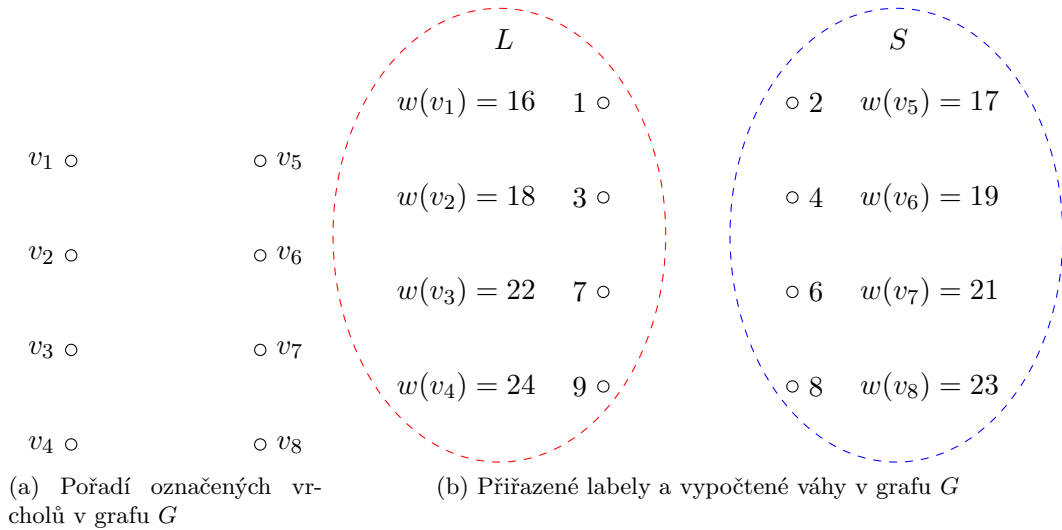 L S
w(v₁) = 16 1 2 w(v₅) = 17
v₁ v₅
w(v₂) = 18 3 4 w(v₆) = 19
v₂ v₆
w(v₃) = 22 7 6 w(v₇) = 21
v₃ v₇
w(v₄) = 24 9 8 w(v₈) = 23
v₄ v₈
(a) Pořadí označených vr-
cholů v grafu G
(b) Přiřazené labely a vypočtené váhy v grafu G